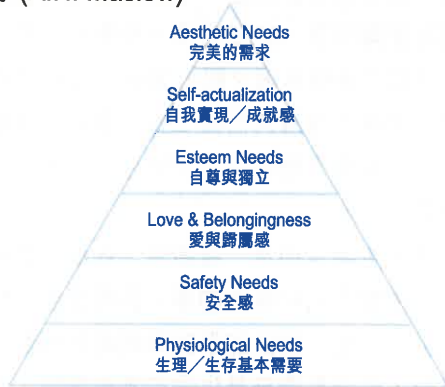 Aesthetic Needs
完美的需求
Self-actualization
自我實現／成就感
Esteem Needs
自尊與獨立
Love & Belongingness
愛與歸屬感
Safety Needs
安全感
Physiological Needs
生理／生存基本需要